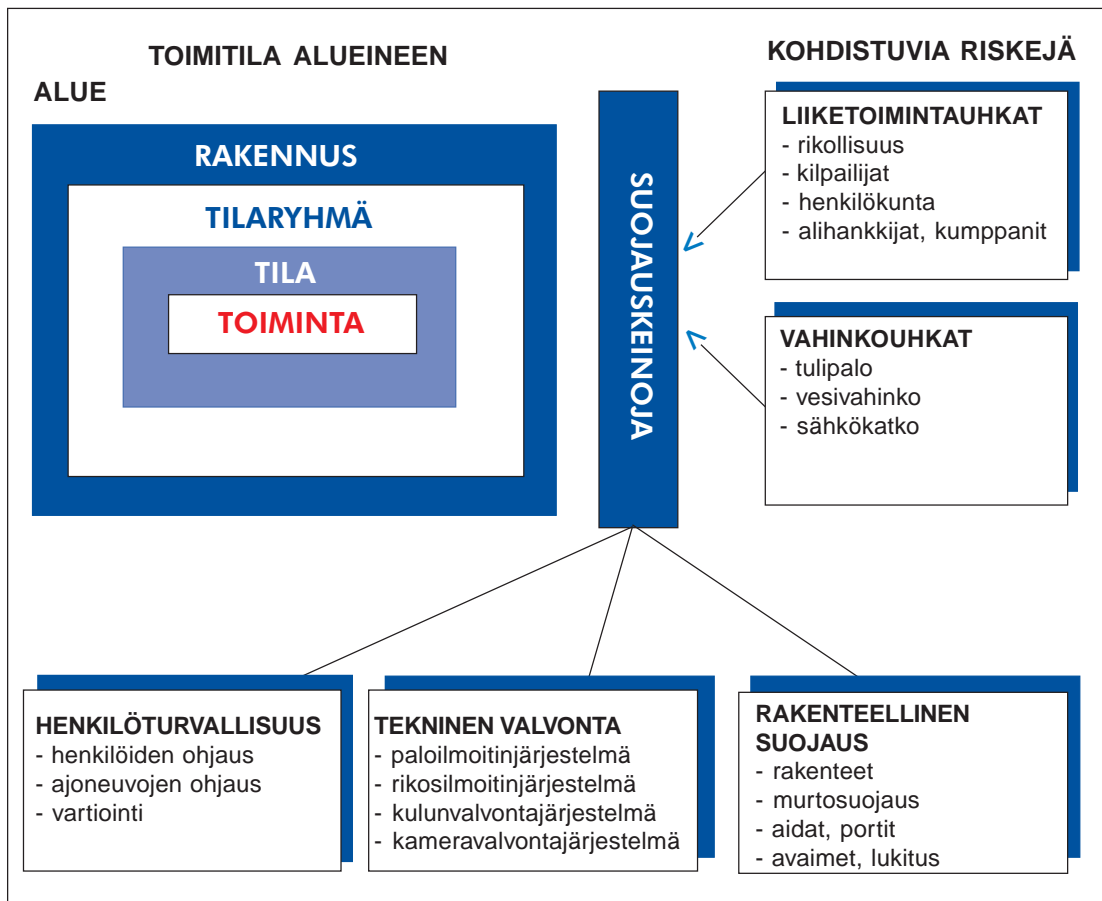 TOIMITILA ALUEINEEN
KOHDISTUVIA RISKEJÄ
ALUE
RAKENNUS
TILARYHMÄ
TILA
TOIMINTA
SUOJAUSKEINOJA
LIIKETOIMINTAUHKAT
- rikollisuus
- kilpailijat
- henkilökunta
- alihankkijat, kumppanit
VAHINKOUHKAT
- tulipalo
- vesivahinko
- sähkökatko
HENKILÖTURVALLISUUS
- henkilöiden ohjaus
- ajoneuvojen ohjaus
- vartiointi
TEKNINEN VALVONTA
- paloilmoitinjärjestelmä
- rikosilmoitinjärjestelmä
- kulunvalvontajärjestelmä
- kameravalvontajärjestelmä
RAKENTEELLINEN
SUOJAUS
- rakenteet
- murtosuojaus
- aidat, portit
- avaimet, lukitus